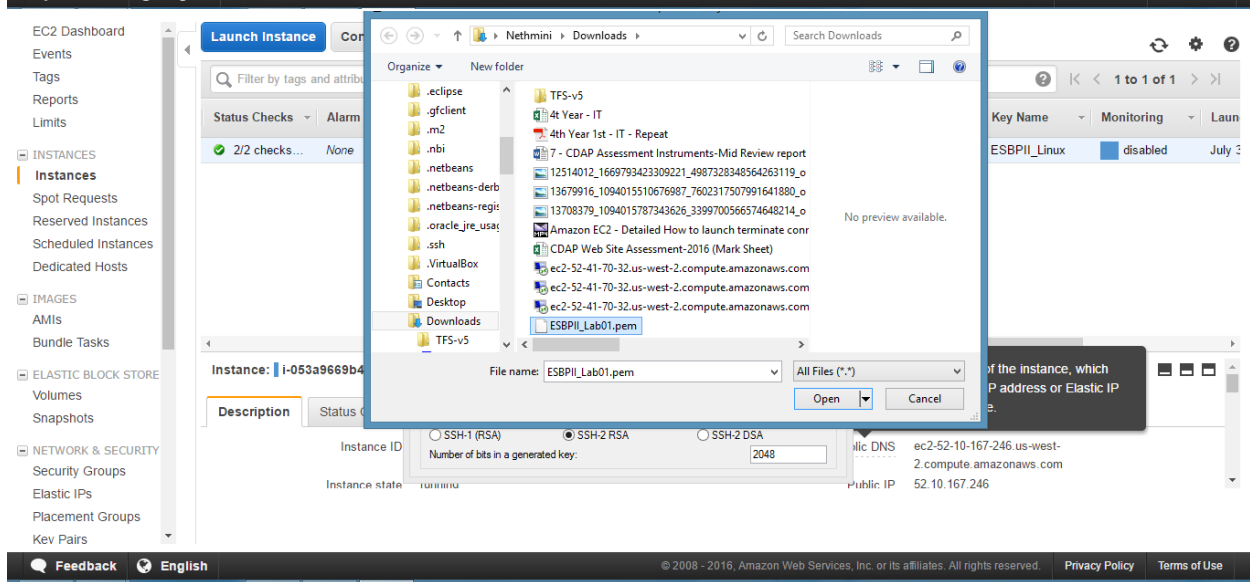 EC2 Dashboard
Events
Tags
Reports
Limits
INSTANCES
Instances
Spot Requests
Reserved Instances
Scheduled Instances
Dedicated Hosts
IMAGES
AMIs
Bundle Tasks
ELASTIC BLOCK STORE
Volumes
Snapshots
NETWORK & SECURITY
Security Groups
Elastic IPs
Placement Groups
Key Pairs
Launch Instance
Con
Filter by tags and attribu
1 to 1 of 1
Status Checks
Alarm
Key Name
Monitoring
Laun
2/2 checks...
None
ESBPII_Linux
disabled
July 3
Nethmini
Downloads
Search Downloads
Organize
New folder
.eclipse
.gfclient
.m2
.nbi
.netbeans
.netbeans-derb
.netbeans-regis
.oracle_jre_usag
.ssh
.VirtualBox
Contacts
Desktop
Downloads
TFS-v5
TFS-v5
4t Year - IT
4th Year 1st - IT - Repeat
7 - CDAP Assessment Instruments-Mid Review report
12514012_1669793423309221_4987328348564263119_o
13679916_1094015510676987_7602317507991641880_o
13708379_1094015787343626_3399700566574648214_o
Amazon EC2 - Detailed How to launch terminate conr
CDAP Web Site Assessment-2016 (Mark Sheet)
ec2-52-41-70-32.us-west-2.compute.amazonaws.com
ec2-52-41-70-32.us-west-2.compute.amazonaws.com
ec2-52-41-70-32.us-west-2.compute.amazonaws.com
ESBPII_Lab01.pem
No preview available.
File name:
ESBPII_Lab01.pem
All Files (*.*)
Open
Cancel
Instance:
i-053a9669b4
of the instance, which
P address or Elastic IP
e.
Description
Status C
SSH-1 (RSA)
SSH-2 RSA
SSH-2 DSA
Number of bits in a generated key:
2048
Instance ID
Instance state
running
lic DNS
ec2-52-10-167-246.us-west-
2.compute.amazonaws.com
Public IP
52.10.167.246
Feedback
English
© 2008 - 2016, Amazon Web Services, Inc. or its affiliates. All rights reserved.
Privacy Policy
Terms of Use